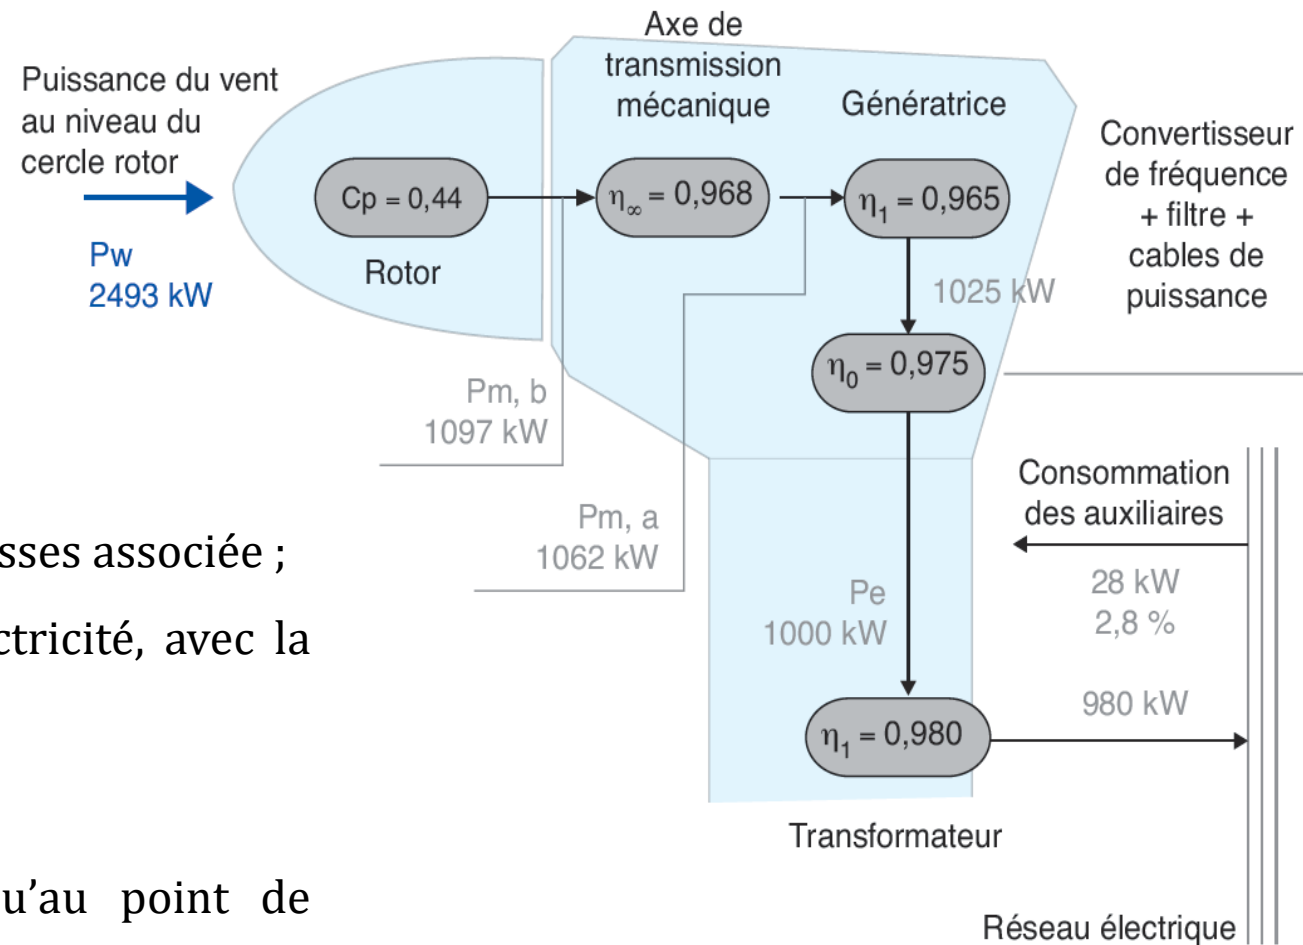 Axe de
transmission
mécanique
Puissance du vent
au niveau du
cercle rotor
Génératrice
Convertisseur
de fréquence
+ filtre +
cables de
puissance
Cp = 0,44
η∞ = 0,968
η1 = 0,965
Rotor
Pw
2493 kW
1025 kW
η0 = 0,975
Pm, b
1097 kW
Pm, a
1062 kW
Consommation
des auxiliaires
28 kW
2,8 %
Pe
1000 kW
980 kW
η1 = 0,980
Transformateur
Réseau électrique
sses associée ;
ctricité, avec la
u'au point de